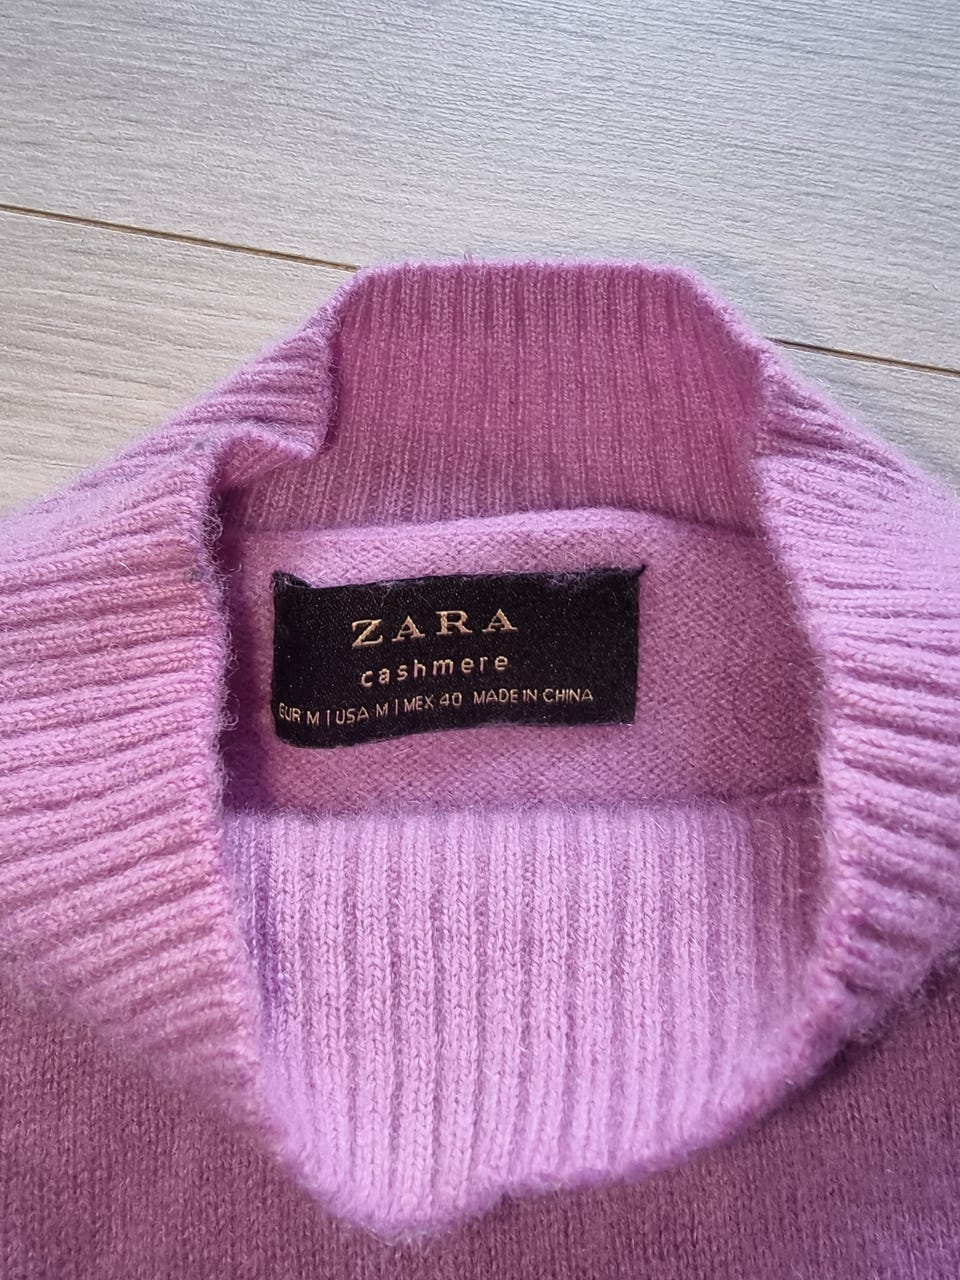 ZARA
cashmere
EUR M | USA M | MEX 40 MADE IN CHINA